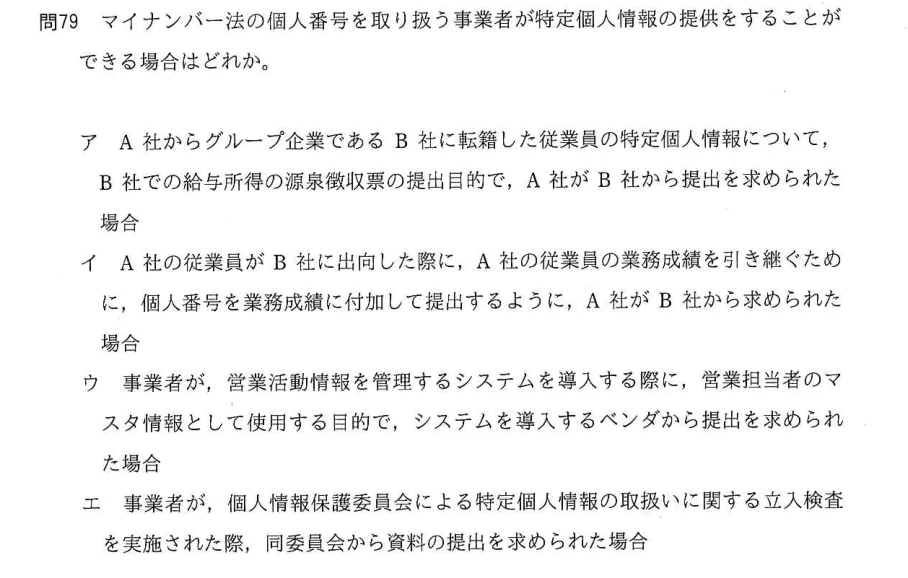 問79 マイナンバー法の個人番号を取り扱う事業者が特定個人情報の提供をすることが
できる場合はどれか。
ア A 社からグループ企業である B 社に転籍した従業員の特定個人情報について，
B 社での給与所得の源泉徴収票の提出目的で，A 社が B 社から提出を求められた
場合
イ A 社の従業員が B 社に出向した際に，A 社の従業員の業務成績を引き継ぐため
に，個人番号を業務成績に付加して提出するように，A 社が B 社から求められた
場合
ウ 事業者が，営業活動情報を管理するシステムを導入する際に，営業担当者のマ
スタ情報として使用する目的で，システムを導入するベンダから提出を求められ
た場合
エ 事業者が，個人情報保護委員会による特定個人情報の取扱いに関する立入検査
を実施された際，同委員会から資料の提出を求められた場合